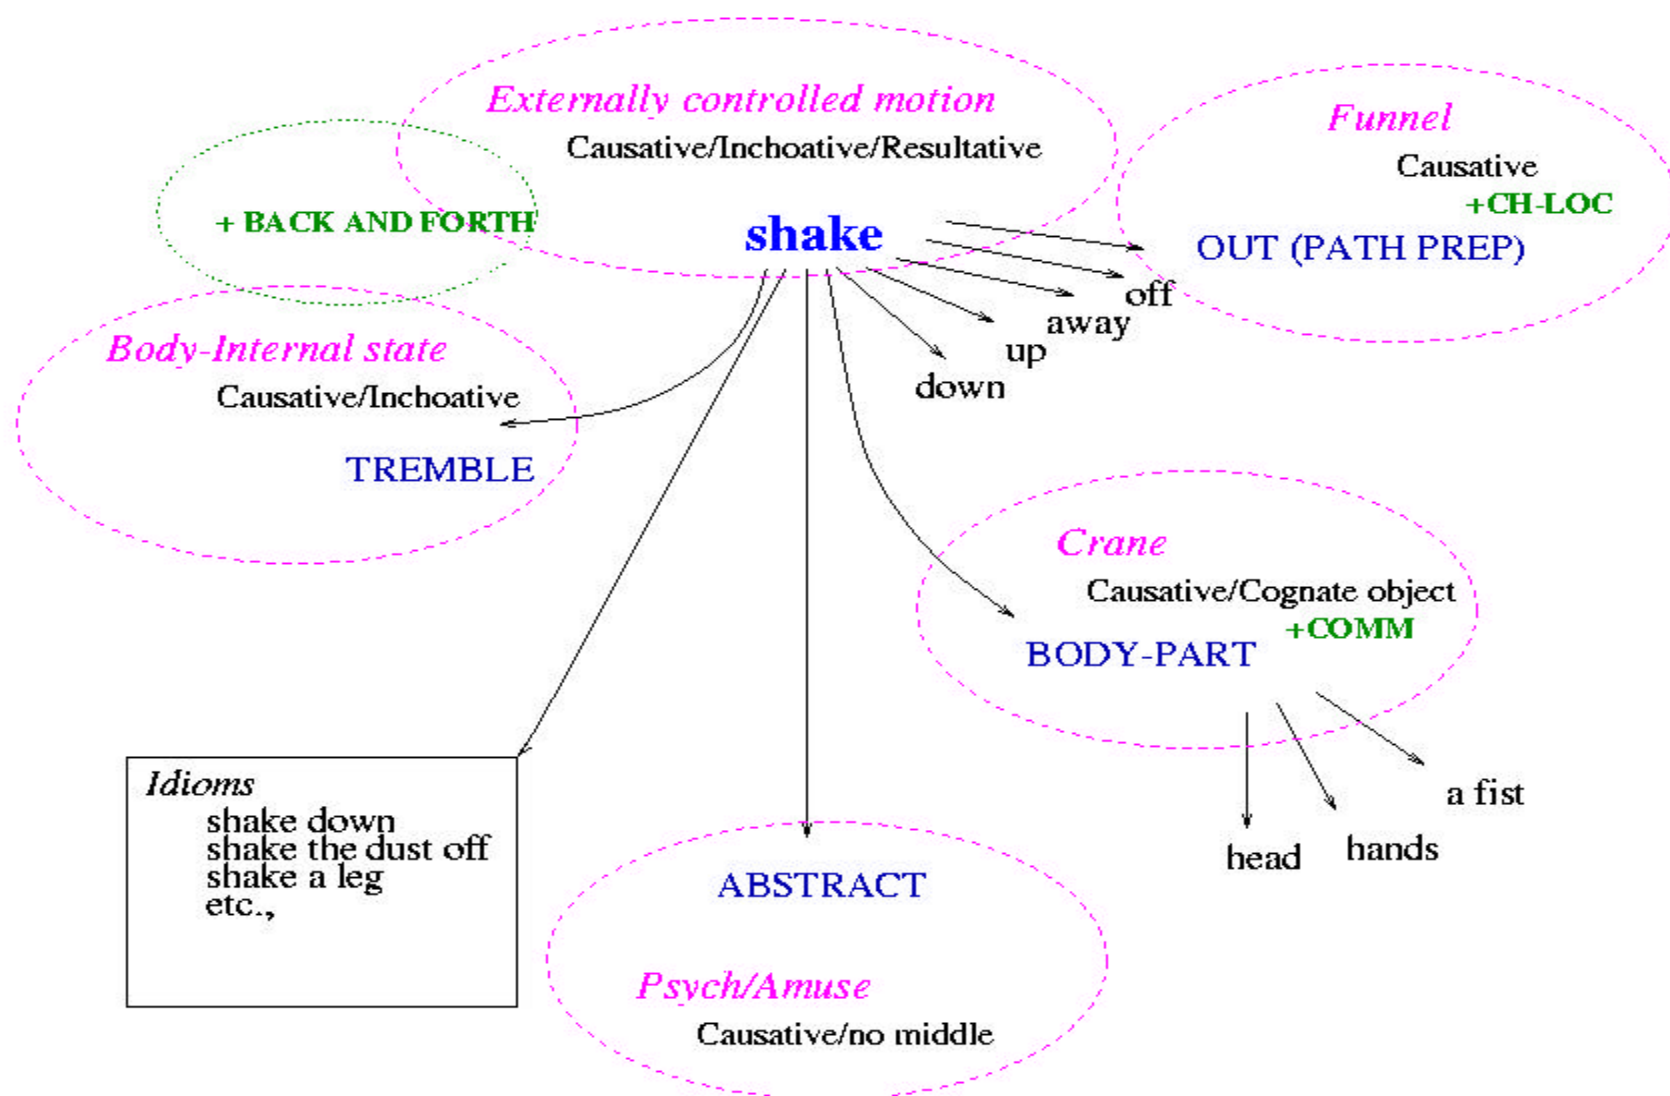 Externally controlled motion
Causative/Inchoative/Resultative
Funnel
Causative
+CH-LOC
OUT (PATH PREP)
+ BACK AND FORTH
shake
off
away
up
down
Body-Internal state
Causative/Inchoative
TREMBLE
Crane
Causative/Cognate object
+COMM
BODY-PART
a fist
hands
head
Idioms
shake down
shake the dust off
shake a leg
etc.,
ABSTRACT
Psych/Amuse
Causative/no middle